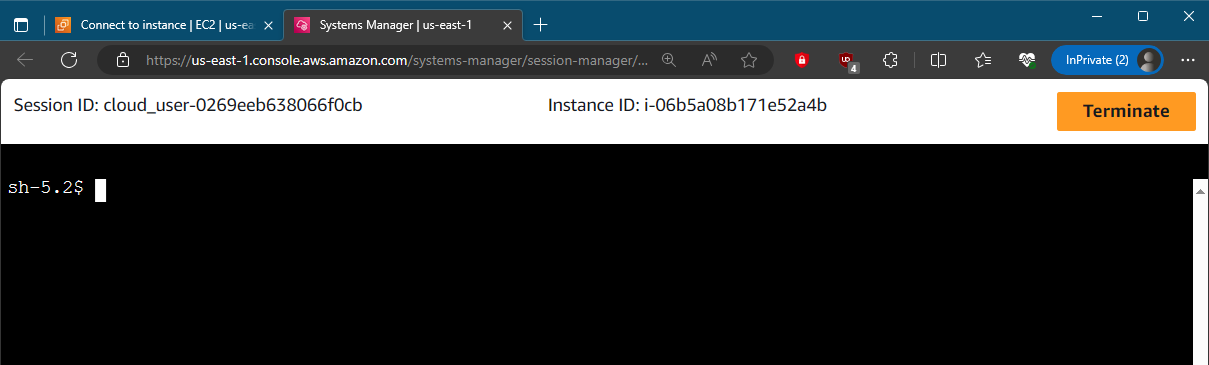 Connect to instance | EC2 | us-ea
Systems Manager | us-east-1
https://us-east-1.console.aws.amazon.com/systems-manager/session-manager/...
A
UD
4
InPrivate (2)
Session ID: cloud_user-0269eeb638066f0cb
Instance ID: i-06b5a08b171e52a4b
Terminate
sh-5.2$